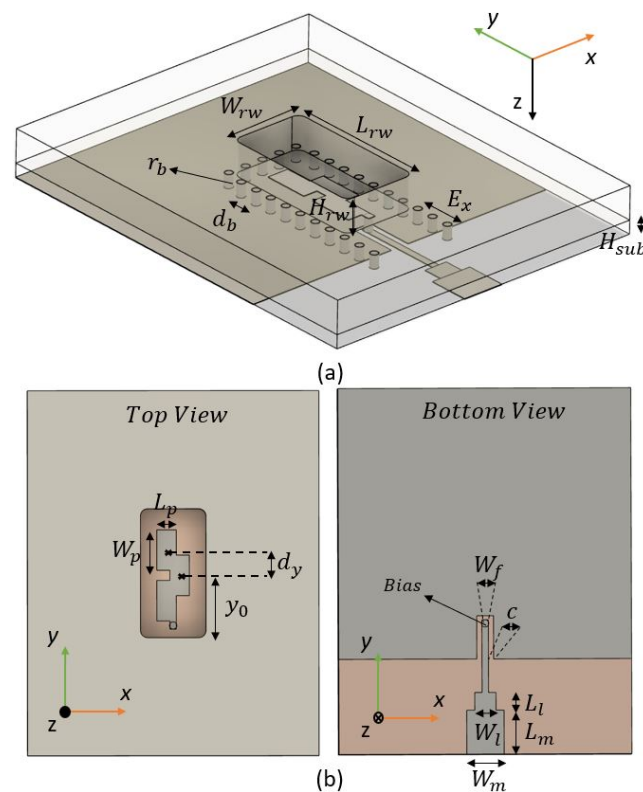 y
x
z
W_rw
L_rw
r_b
E_x
d_b
H_rw
H_sub
(a)
Top View
Bottom View
L_p
W_p
d_y
W_f
Bias
y_0
c
y
y
x
x
z
z
L_l
W_l
L_m
W_m
(b)